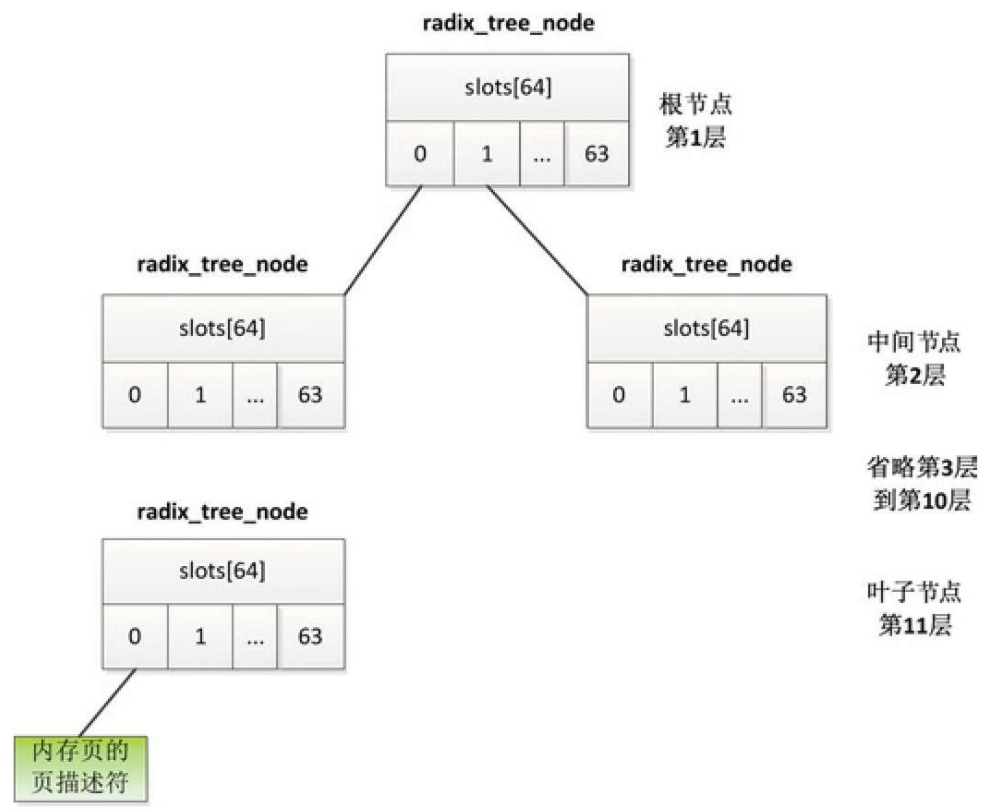 radix_tree_node
slots[64]
0 1 ... 63
根节点
第1层
radix_tree_node
slots[64]
0 1 ... 63
radix_tree_node
slots[64]
0 1 ... 63
中间节点
第2层
省略第3层
到第10层
radix_tree_node
slots[64]
0 1 ... 63
叶子节点
第11层
内存页的
页描述符